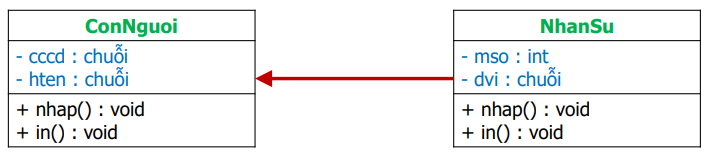 ConNguoi
- cccd : chuỗi
- hten : chuỗi
+ nhap() : void
+ in() : void
NhanSu
- mso : int
- dvi : chuỗi
+ nhap() : void
+ in() : void